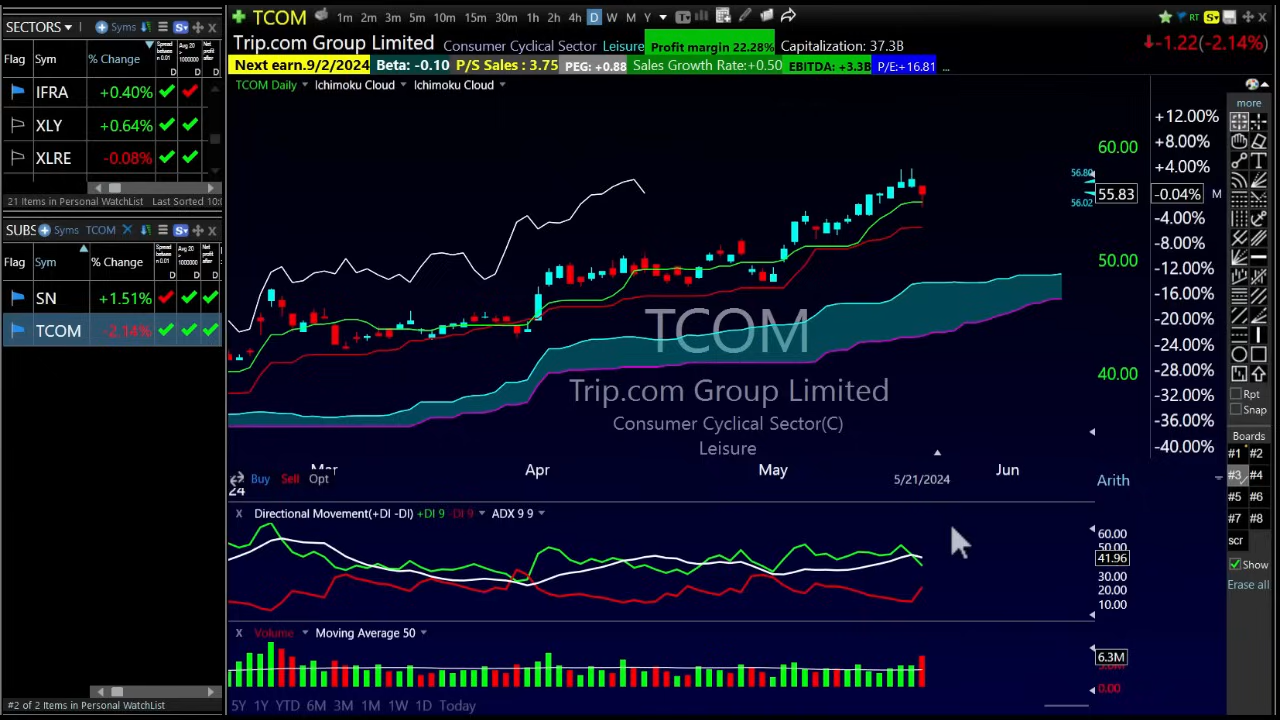 SECTORS Syms
Flag Sym % Change
IFRA +0.40%
XLY +0.64%
XLRE -0.08%
21 Items in Personal WatchList Last Sorted 10:
SUBS Syms TCOM
Flag Sym % Change
SN +1.51%
TCOM -2.14%
#2 of 2 Items in Personal WatchList
TCOM 1m 2m 3m 5m 10m 15m 30m 1h 2h 4h D W M Y
Trip.com Group Limited Consumer Cyclical Sector Leisure Profit margin 22.28% Capitalization: 37.3B
-1.22(-2.14%)
Next earn.9/2/2024 Beta: -0.10 P/S Sales : 3.75 PEG: +0.88 Sales Growth Rate:+0.50 EBITDA: +3.3B P/E:+16.81 ...
TCOM Daily Ichimoku Cloud Ichimoku Cloud
60.00
56.80
55.83
56.02
50.00
40.00
+12.00%
+8.00%
+4.00%
-0.04% M
-4.00%
-8.00%
-12.00%
-16.00%
-20.00%
-24.00%
-28.00%
-32.00%
-36.00%
-40.00%
TCOM
Trip.com Group Limited
Consumer Cyclical Sector(C)
Leisure
Mar Apr May Jun
Buy Sell Opt 5/21/2024 Arith
24
X Directional Movement(+DI -DI) +DI 9 -DI 9 ADX 9 9
60.00
50.00
41.96
30.00
20.00
10.00
X Volume Moving Average 50
6.3M
0.00
5Y 1Y YTD 6M 3M 1M 1W 1D Today
more
Rpt
Snap
Boards
#1 #2
#3 #4
#5 #6
#7 #8
scr
Show
Erase all